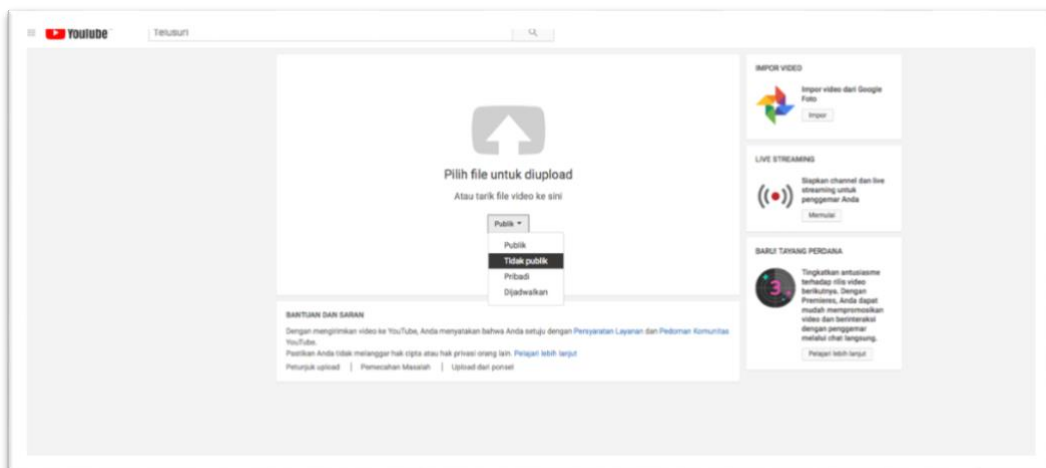 YouTube
Telusuri
Pilih file untuk diupload
Atau tarik file video ke sini
Publik
Publik
Tidak publik
Pribadi
Dijadwalkan
BANTUAN DAN SARAN
Dengan mengirimkan video ke YouTube, Anda menyatakan bahwa Anda setuju dengan Persyaratan Layanan dan Pedoman Komunitas
YouTube.
Pastikan Anda tidak melanggar hak cipta atau hak privasi orang lain. Pelajari lebih lanjut
Petunjuk upload | Pemecahan Masalah | Upload dari ponsel
IMPOR VIDEO
Impor video dari Google
Foto
Impor
LIVE STREAMING
Siapkan channel dan live
streaming untuk
penggemar Anda
Memulai
BARU! TAYANG PERDANA
3
Tingkatkan antusiasme
terhadap rilis video
berikutnya. Dengan
Premieres, Anda dapat
mudah mempromosikan
video dan berinteraksi
dengan penggemar
melalui chat langsung.
Pelajari lebih lanjut